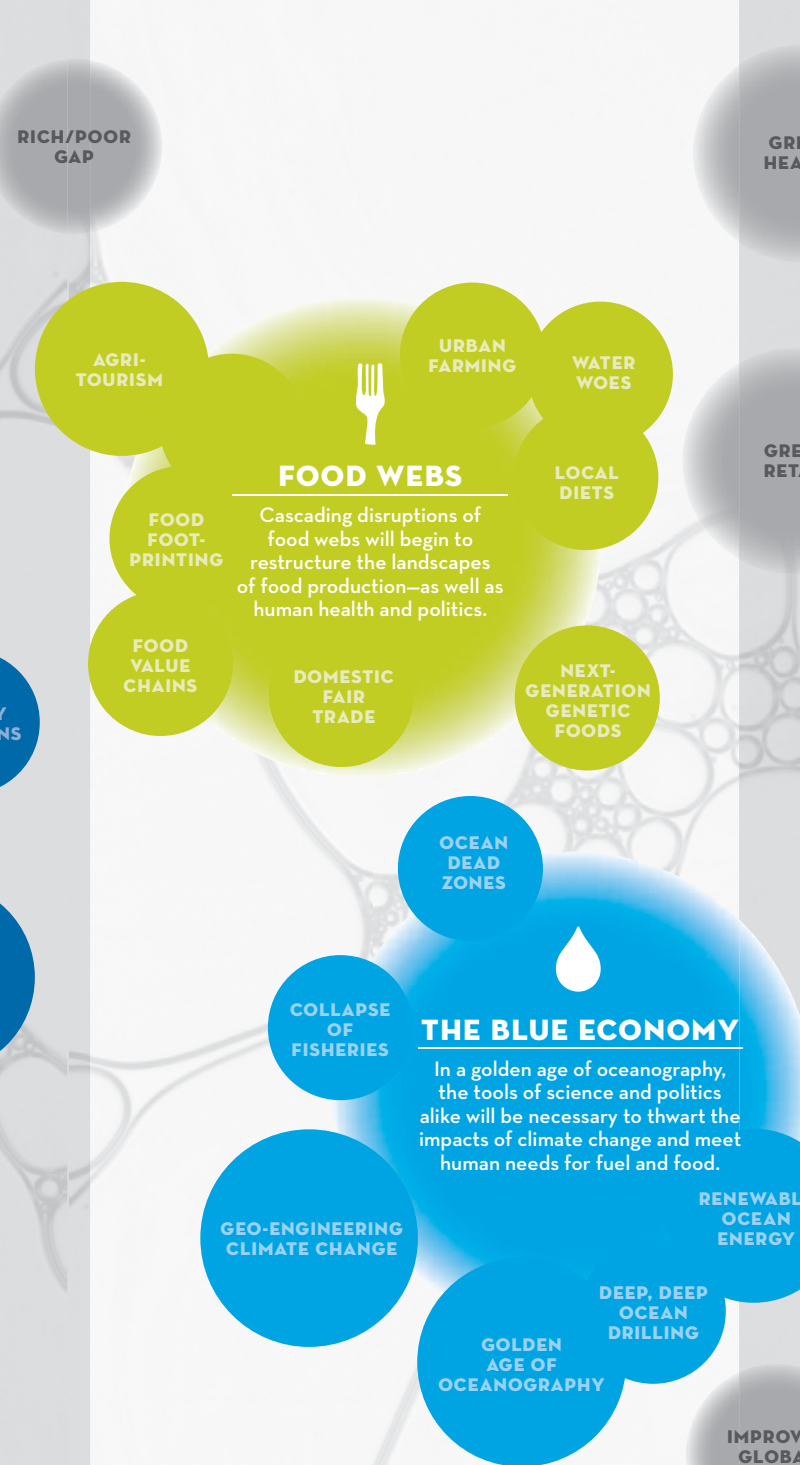 RICH/POOR
GAP
AGRI-
TOURISM
URBAN
FARMING
WATER
WOES
FOOD WEBS
Cascading disruptions of
food webs will begin to
restructure the landscapes
of food production—as well as
human health and politics.
LOCAL
DIETS
FOOD
FOOT-
PRINTING
FOOD
VALUE
CHAINS
DOMESTIC
FAIR
TRADE
NEXT-
GENERATION
GENETIC
FOODS
OCEAN
DEAD
ZONES
COLLAPSE
OF
FISHERIES
THE BLUE ECONOMY
In a golden age of oceanography,
the tools of science and politics
alike will be necessary to thwart the
impacts of climate change and meet
human needs for fuel and food.
GEO-ENGINEERING
CLIMATE CHANGE
OCEAN
ENERGY
DEEP, DEEP
OCEAN
DRILLING
GOLDEN
AGE OF
OCEANOGRAPHY